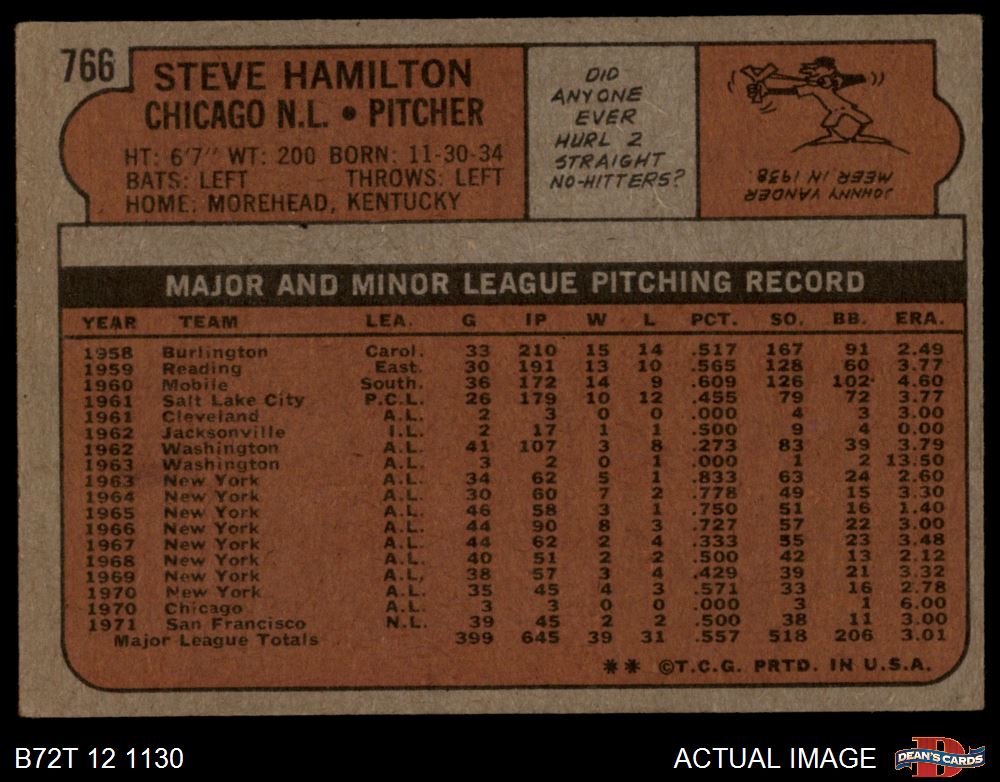 766
STEVE HAMILTON
CHICAGO N.L. • PITCHER
HT: 6'7" WT: 200 BORN: 11-30-34
BATS: LEFT THROWS: LEFT
HOME: MOREHEAD, KENTUCKY
DID
ANYONE
EVER
HURL 2
STRAIGHT
NO-HITTERS?
JOHNNY VANDER
MEER IN 1938.
MAJOR AND MINOR LEAGUE PITCHING RECORD
YEAR TEAM LEA. G IP W L PCT. SO. BB. ERA.
1958 Burlington Carol. 33 210 15 14 .517 167 91 2.49
1959 Reading East. 30 191 13 10 .565 128 60 3.77
1960 Mobile South. 36 172 14 9 .609 126 102 4.60
1961 Salt Lake City P.C.L. 26 179 10 12 .455 79 72 3.77
1961 Cleveland A.L. 2 3 0 0 .000 4 3 3.00
1962 Jacksonville I.L. 2 17 1 1 .500 9 4 0.00
1962 Washington A.L. 41 107 3 8 .273 83 39 3.79
1963 Washington A.L. 3 2 0 1 .000 1 2 13.50
1963 New York A.L. 34 62 5 1 .833 63 24 2.60
1964 New York A.L. 30 60 7 2 .778 49 15 3.30
1965 New York A.L. 46 58 3 1 .750 51 16 1.40
1966 New York A.L. 44 90 8 3 .727 57 22 3.00
1967 New York A.L. 44 62 2 4 .333 55 23 3.48
1968 New York A.L. 40 51 2 2 .500 42 13 2.12
1969 New York A.L. 38 57 3 4 .429 39 21 3.32
1970 New York A.L. 35 45 4 3 .571 33 16 2.78
1970 Chicago A.L. 3 3 0 0 .000 3 1 6.00
1971 San Francisco N.L. 39 45 2 2 .500 38 11 3.00
Major League Totals 399 645 39 31 .557 518 206 3.01
** ©T.C.G. PRTD. IN U.S.A.
B72T 12 1130
ACTUAL IMAGE
D
DEAN'S CARDS